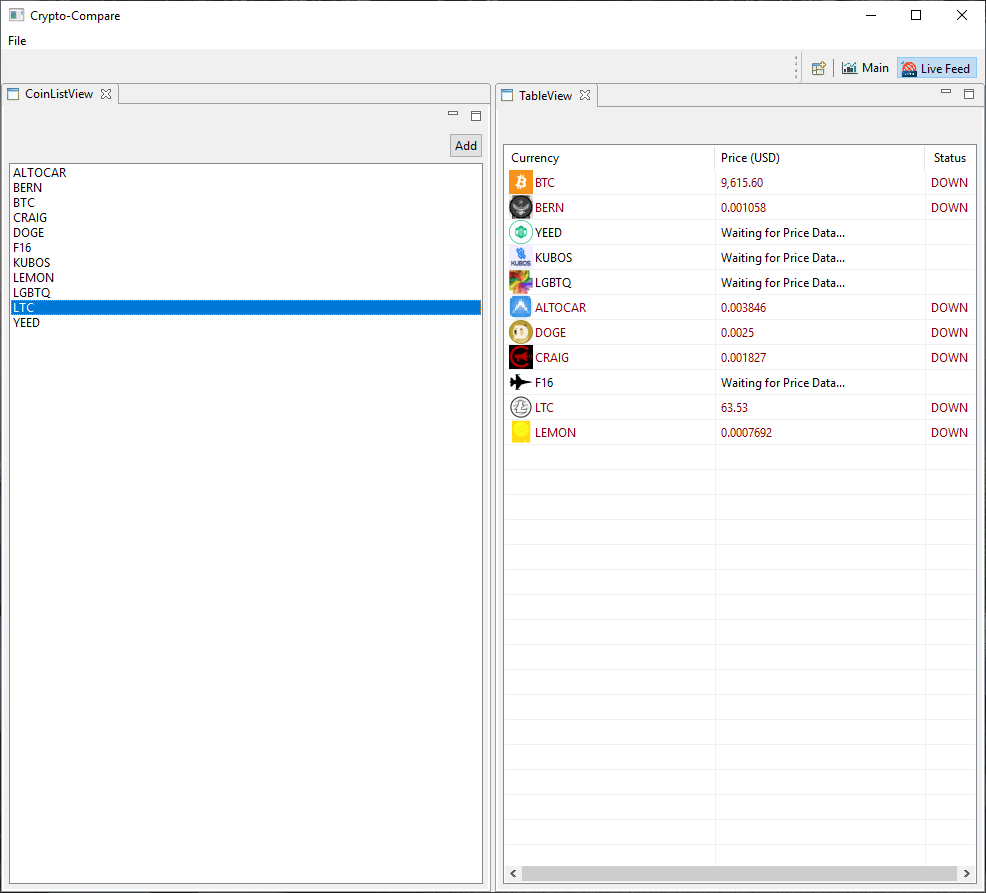 Crypto-Compare
File
Main
Live Feed
CoinListView
Add
ALTOCAR
BERN
BTC
CRAIG
DOGE
F16
KUBOS
LEMON
LGBTQ
LTC
YEED
TableView
Currency Price (USD) Status
BTC 9,615.60 DOWN
BERN 0.001058 DOWN
YEED Waiting for Price Data...
KUBOS KUBOS Waiting for Price Data...
LGBTQ Waiting for Price Data...
ALTOCAR 0.003846 DOWN
DOGE 0.0025 DOWN
CRAIG 0.001827 DOWN
F16 Waiting for Price Data...
LTC 63.53 DOWN
LEMON 0.0007692 DOWN